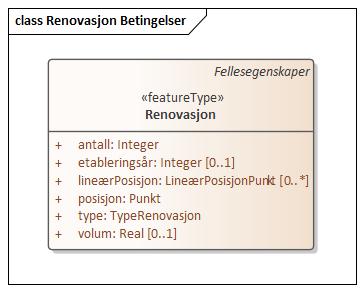 class Renovasjon Betingelser
Fellesegenskaper
«featureType»
Renovasjon
+ antall: Integer
+ etableringsår: Integer [0..1]
+ lineærPosisjon: LineærPosisjonPunkt [0..*]
+ posisjon: Punkt
+ type: TypeRenovasjon
+ volum: Real [0..1]